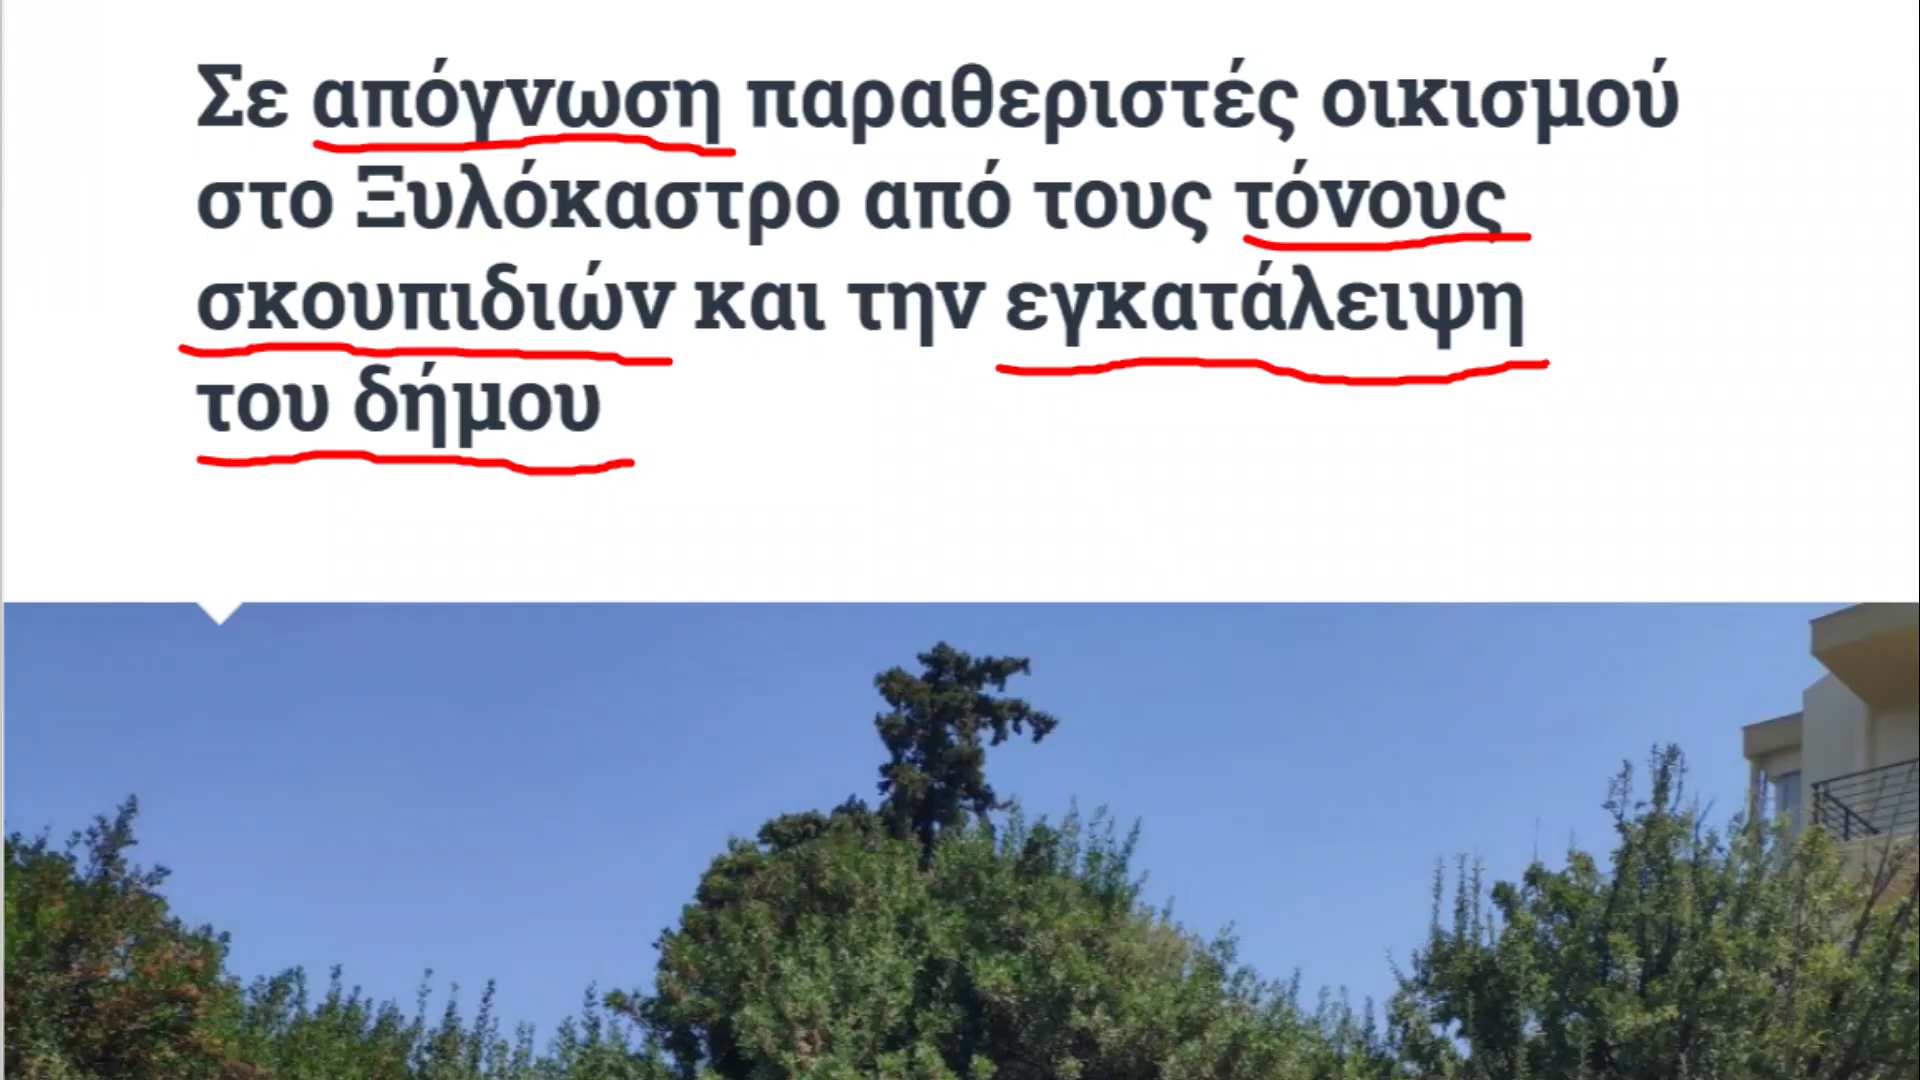 Σε απόγνωση παραθεριστές οικισμού
στο Ξυλόκαστρο από τους τόνους
σκουπιδιών και την εγκατάλειψη
του δήμου